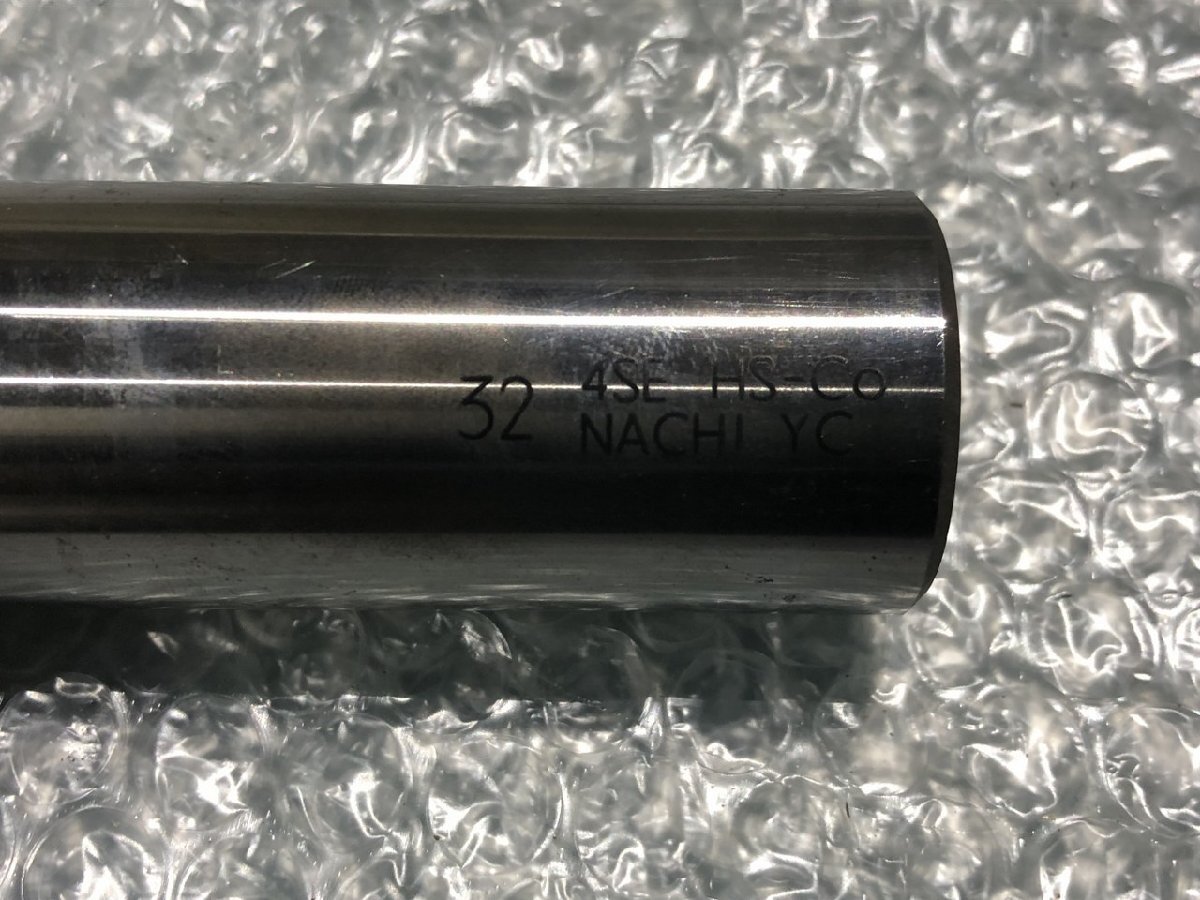 32
4SE HS-Co
NACHI YC